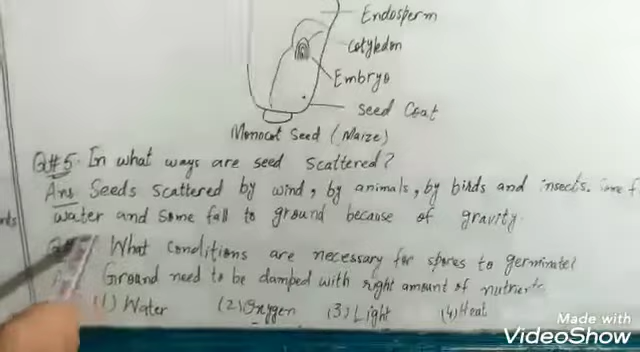 Endosperm
Cotyledon
Embryo
Seed Coat
Monocot Seed (Maize)
Q#5. In what ways are seed scattered?
Ans Seeds scattered by wind, by animals, by birds and insects. Some
water and some fall to ground because of gravity.
What conditions are necessary for spores to germinate?
Ground need to be damped with right amount of nutrients
(1) Water (2) Oxygen (3) Light (4) Heat
nts
Made with
VideoShow